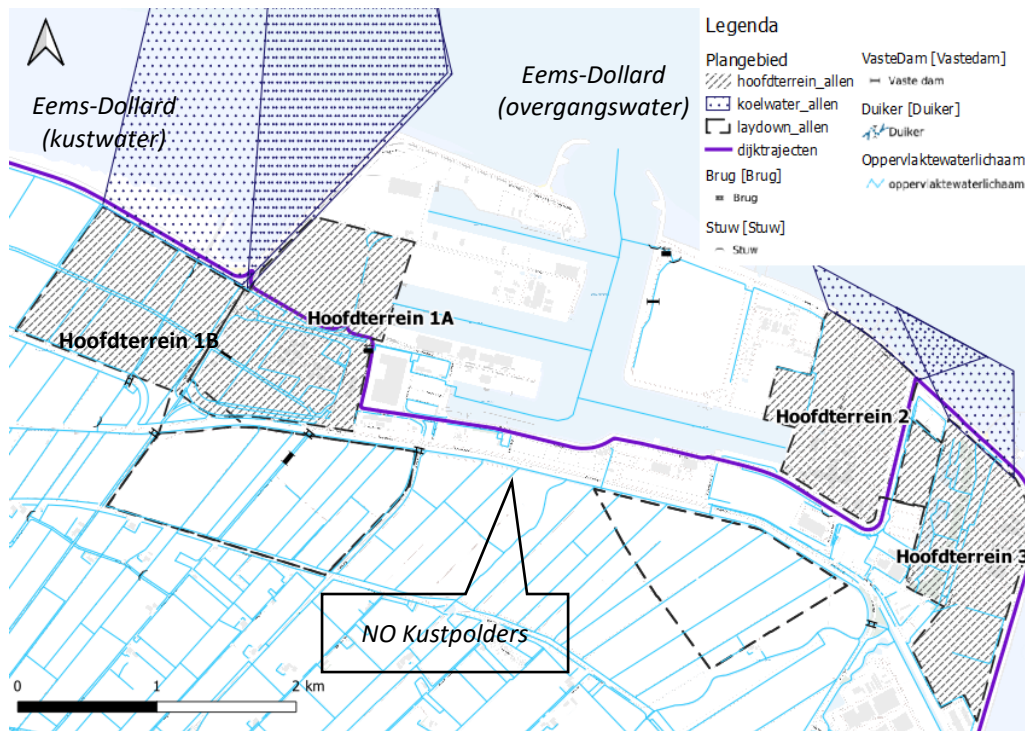 Legenda
Plangebied
hoofdterrein_allen
koelwater_allen
laydown_allen
dijktrajecten
Brug [Brug]
Brug
Stuw [Stuw]
Stuw
VasteDam [Vastedam]
Vaste dam
Duiker [Duiker]
Duiker
Oppervlaktewaterlichaam
oppervlaktewaterlichaam
Eems-Dollard
(kustwater)
Eems-Dollard
(overgangswater)
Hoofdterrein 1A
Hoofdterrein 1B
Hoofdterrein 2
Hoofdterrein 3
NO Kustpolders
0 1 2 km